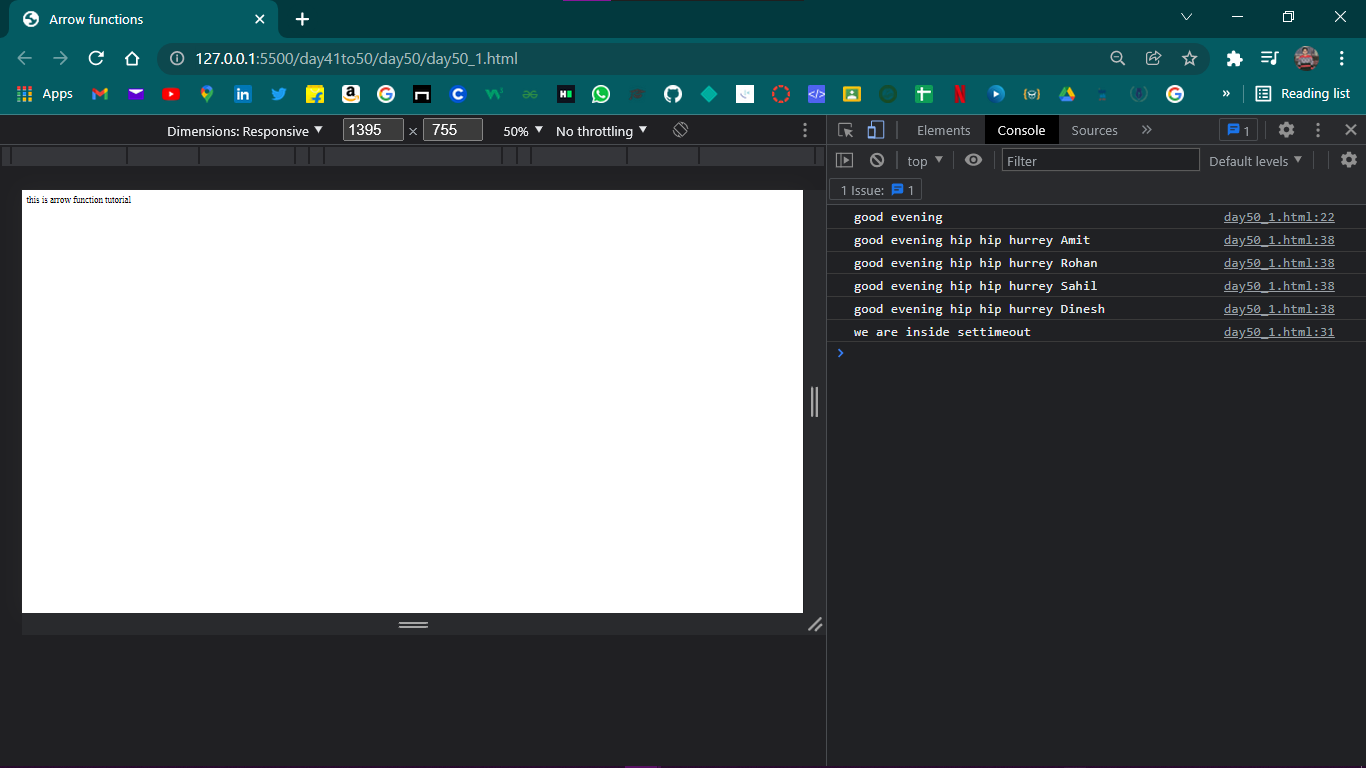 Arrow functions
127.0.0.1:5500/day41to50/day50/day50_1.html
Apps
Reading list
Dimensions: Responsive 1395 × 755 50% No throttling
Elements Console Sources 1
top Filter Default levels
1 Issue: 1
this is arrow function tutorial
good evening day50_1.html:22
good evening hip hip hurrey Amit day50_1.html:38
good evening hip hip hurrey Rohan day50_1.html:38
good evening hip hip hurrey Sahil day50_1.html:38
good evening hip hip hurrey Dinesh day50_1.html:38
we are inside settimeout day50_1.html:31